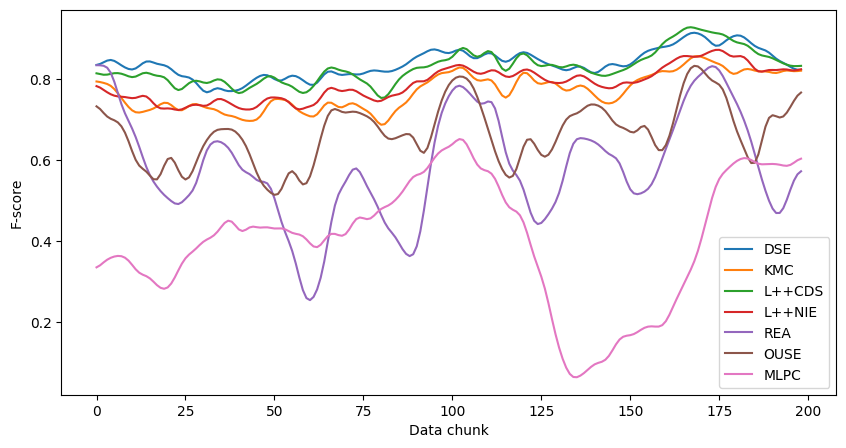 F-score
0.8
0.6
0.4
0.2
0
25
50
75
100
125
150
175
200
Data chunk
DSE
KMC
L++CDS
L++NIE
REA
OUSE
MLPC